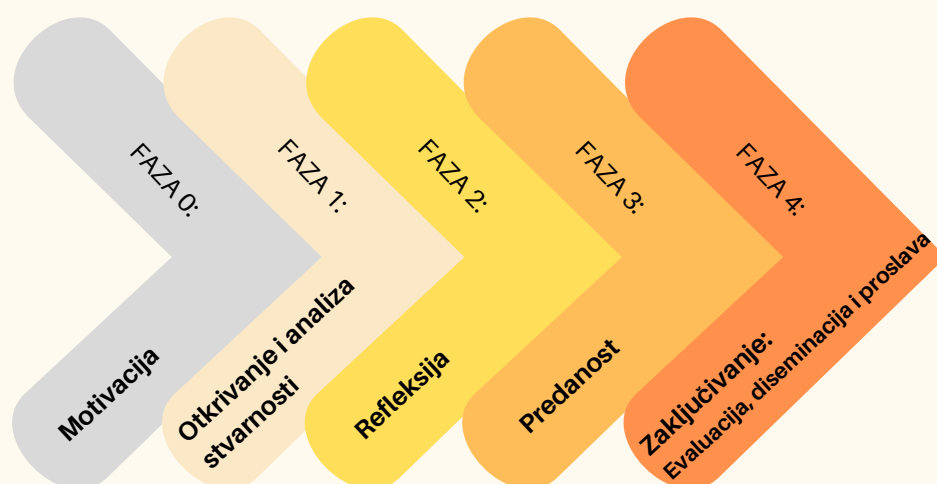 FAZA 0:
Motivacija
FAZA 1:
Otkrivanje i analiza
stvarnosti
FAZA 2:
Refleksija
FAZA 3:
Predanost
FAZA 4:
Zaključivanje:
Evaluacija, diseminacija i proslava